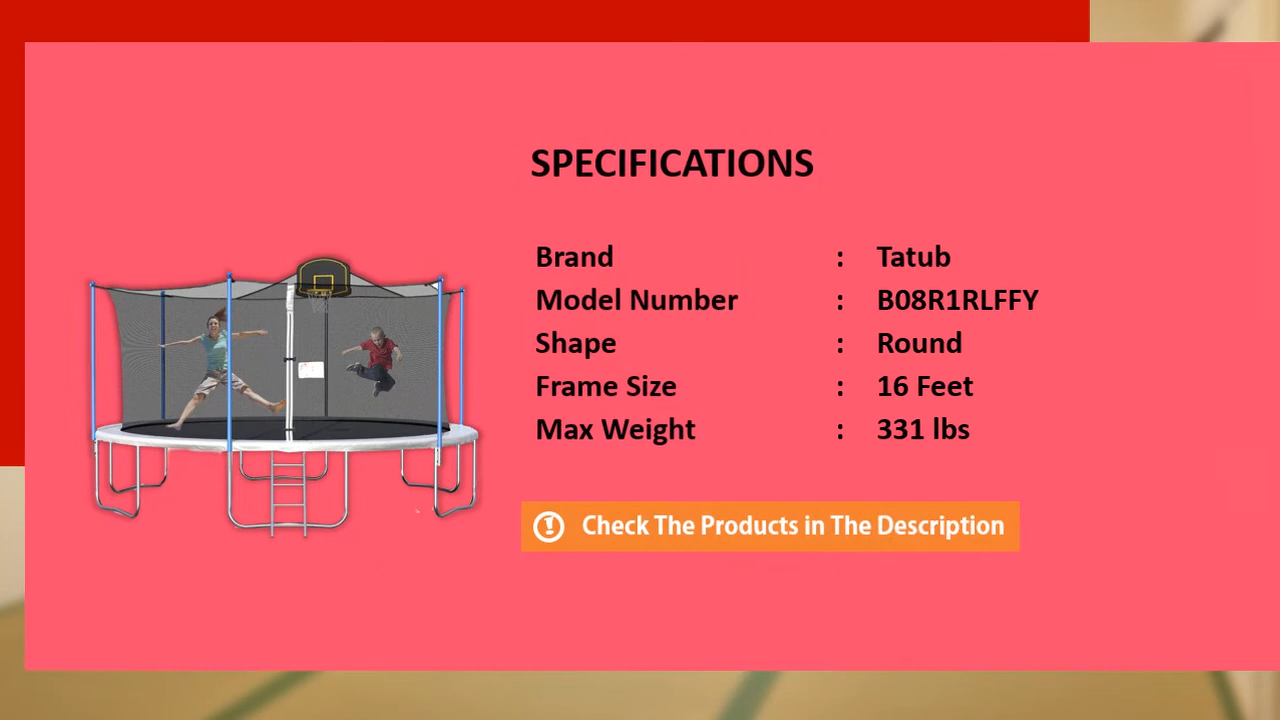 SPECIFICATIONS
Brand : Tatub
Model Number : B08R1RLFFY
Shape : Round
Frame Size : 16 Feet
Max Weight : 331 lbs
Check The Products in The Description